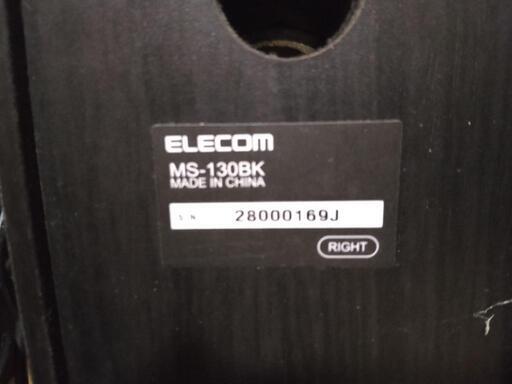 ELECOM
MS-130BK
MADE IN CHINA
S/N 28000169J
RIGHT